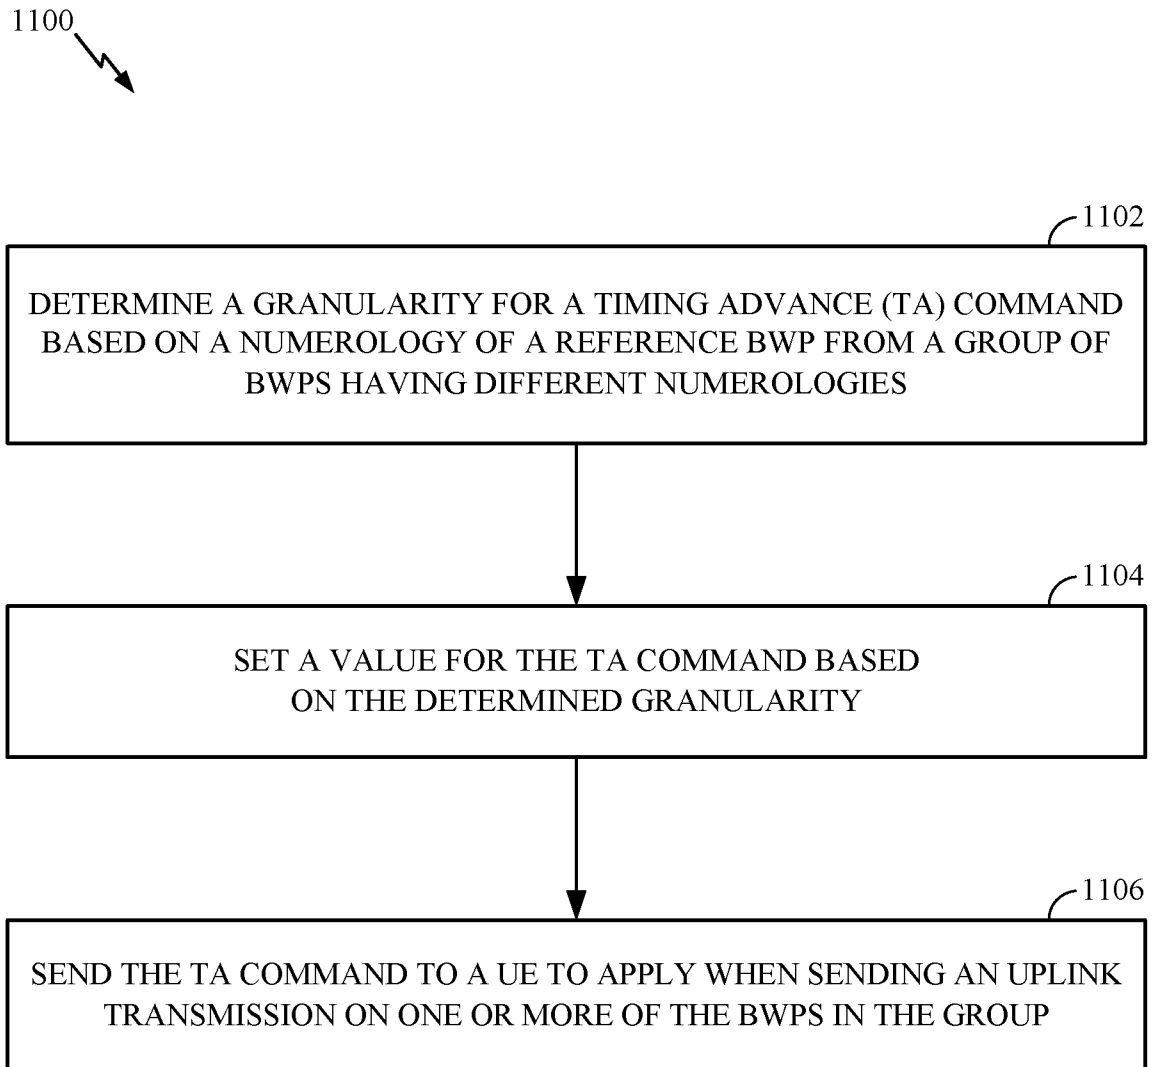 1100
1102
DETERMINE A GRANULARITY FOR A TIMING ADVANCE (TA) COMMAND
BASED ON A NUMEROLOGY OF A REFERENCE BWP FROM A GROUP OF
BWPS HAVING DIFFERENT NUMEROLOGIES
1104
SET A VALUE FOR THE TA COMMAND BASED
ON THE DETERMINED GRANULARITY
1106
SEND THE TA COMMAND TO A UE TO APPLY WHEN SENDING AN UPLINK
TRANSMISSION ON ONE OR MORE OF THE BWPS IN THE GROUP